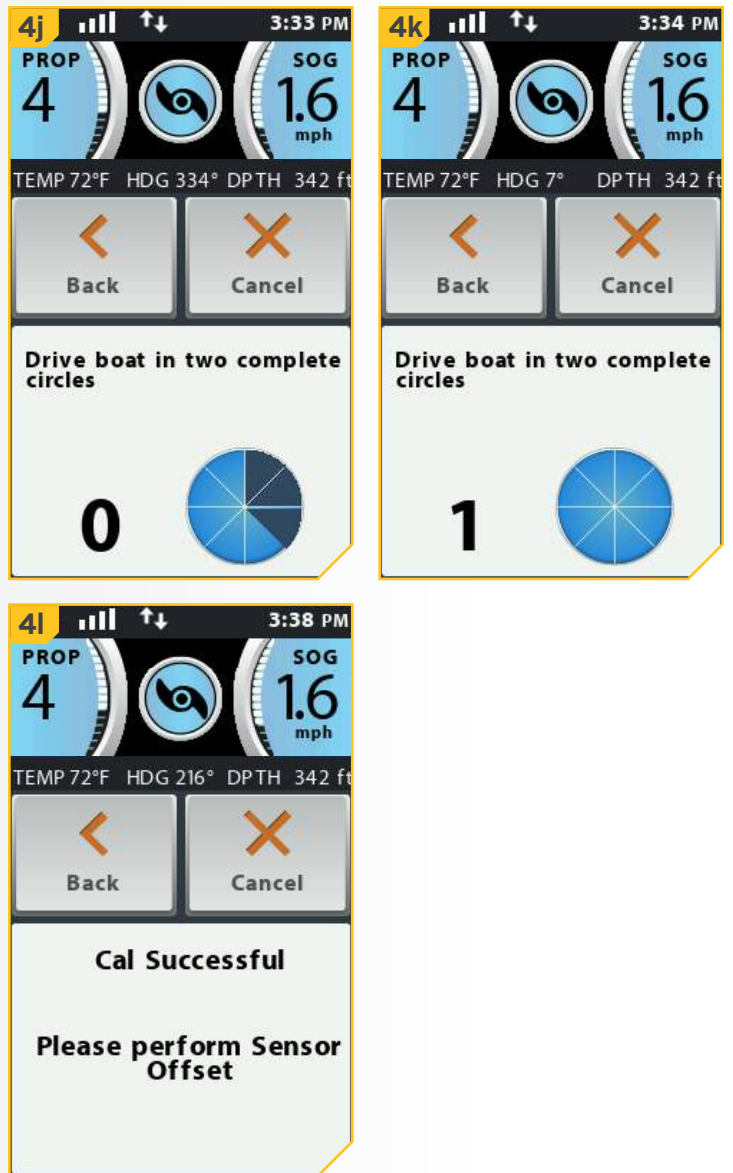 4j 3:33 PM
PROP SOG
4 1.6
mph
TEMP 72°F HDG 334° DPTH 342 ft
Back Cancel
Drive boat in two complete
circles
0
4k 3:34 PM
PROP SOG
4 1.6
mph
TEMP 72°F HDG 7° DPTH 342 ft
Back Cancel
Drive boat in two complete
circles
1
4l 3:38 PM
PROP SOG
4 1.6
mph
TEMP 72°F HDG 216° DPTH 342 ft
Back Cancel
Cal Successful
Please perform Sensor
Offset